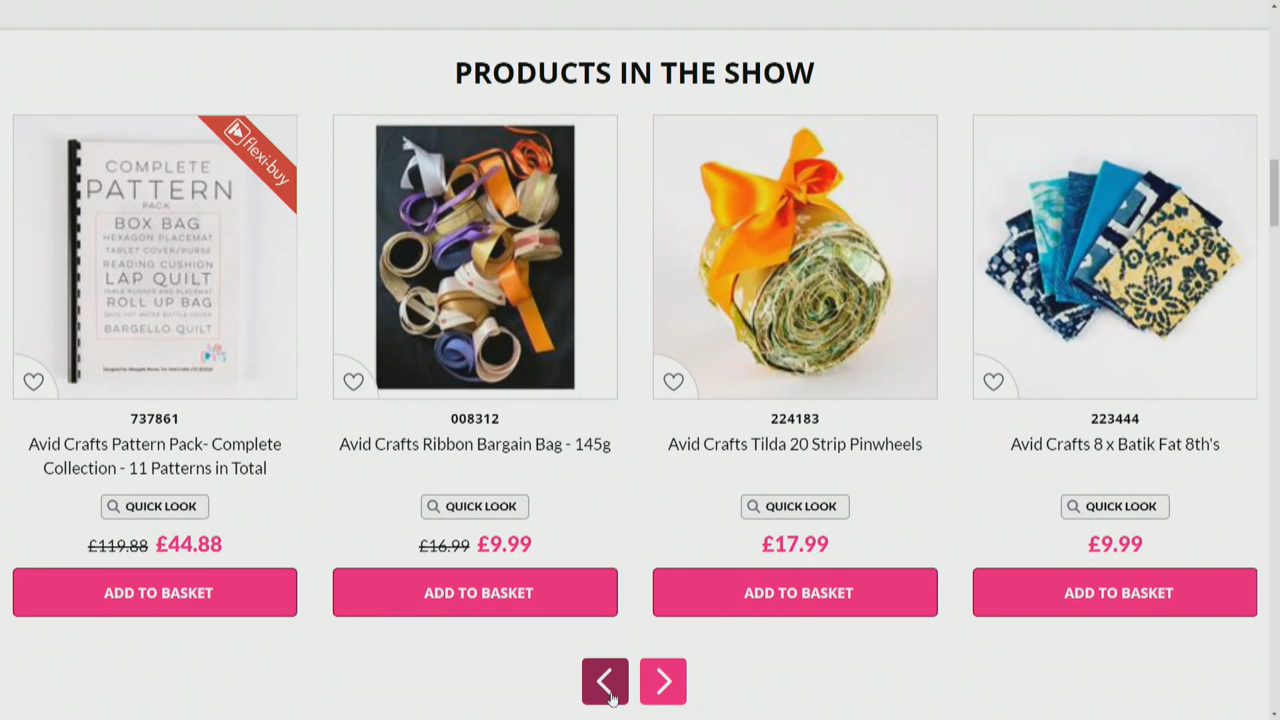 PRODUCTS IN THE SHOW
flexi-buy
COMPLETE
PATTERN
PACK
BOX BAG
HEXAGON PLACEMAT
TABLET COVER/PURSE
READING CUSHION
LAP QUILT
TABLE RUNNER AND PLACEMAT
ROLL UP BAG
HOT WATER BOTTLE COVER
BARGELLO QUILT
737861
Avid Crafts Pattern Pack- Complete
Collection - 11 Patterns in Total
QUICK LOOK
£119.88 £44.88
ADD TO BASKET
008312
Avid Crafts Ribbon Bargain Bag - 145g
QUICK LOOK
£16.99 £9.99
ADD TO BASKET
224183
Avid Crafts Tilda 20 Strip Pinwheels
QUICK LOOK
£17.99
ADD TO BASKET
223444
Avid Crafts 8 x Batik Fat 8th's
QUICK LOOK
£9.99
ADD TO BASKET